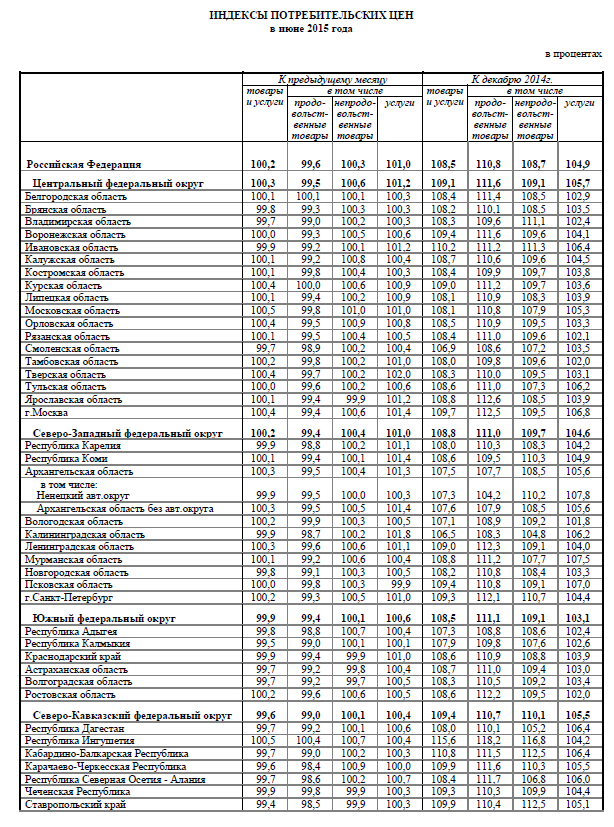 ИНДЕКСЫ ПОТРЕБИТЕЛЬСКИХ ЦЕН
в июне 2015 года
в процентах
К предыдущему месяцу К декабрю 2014г.
товары и услуги в том числе товары и услуги в том числе
продо-вольст-венные товары непродо-вольст-венные товары услуги продо-вольст-венные товары непродо-вольст-венные товары услуги
Российская Федерация 100,2 99,6 100,3 101,0 108,5 110,8 108,7 104,9
Центральный федеральный округ 100,3 99,5 100,6 101,2 109,1 111,6 109,1 105,7
Белгородская область 100,1 100,1 100,1 100,3 108,4 111,4 108,5 102,9
Брянская область 99,8 99,3 100,3 100,3 108,2 110,1 108,5 103,5
Владимирская область 99,7 99,0 100,2 100,3 108,3 109,6 111,1 102,4
Воронежская область 100,0 99,3 100,5 100,6 109,4 111,6 109,6 104,1
Ивановская область 99,9 99,2 100,1 101,2 110,2 111,2 111,3 106,4
Калужская область 100,1 99,2 100,8 100,4 108,7 110,6 109,6 104,5
Костромская область 100,1 99,8 100,4 100,3 108,4 109,9 109,7 103,8
Курская область 100,4 100,0 100,6 100,9 109,0 111,2 109,7 103,6
Липецкая область 100,1 99,4 100,2 100,9 108,1 110,9 108,3 103,9
Московская область 100,5 99,8 101,0 101,0 108,1 110,8 107,9 105,3
Орловская область 100,4 99,5 100,9 100,8 108,5 110,9 109,5 103,3
Рязанская область 100,1 99,5 100,4 100,5 108,4 111,0 109,6 102,1
Смоленская область 99,7 98,9 100,2 100,4 106,9 108,6 107,2 103,5
Тамбовская область 100,2 99,8 100,2 101,0 108,0 109,8 109,6 102,0
Тверская область 100,4 99,7 100,2 102,0 108,3 110,0 109,5 103,1
Тульская область 100,0 99,6 100,2 100,6 108,6 111,0 107,3 106,2
Ярославская область 100,1 99,4 99,9 101,2 108,8 112,6 108,5 103,9
г.Москва 100,4 99,4 100,6 101,4 109,7 112,5 109,5 106,8
Северо-Западный федеральный округ 100,2 99,4 100,4 101,0 108,8 111,0 109,7 104,6
Республика Карелия 99,9 98,8 100,2 101,1 108,0 110,3 108,3 104,2
Республика Коми 100,1 99,4 100,1 101,4 108,6 109,5 110,3 104,9
Архангельская область 100,3 99,5 100,4 101,3 107,5 107,7 108,5 105,6
в том числе:
Ненецкий авт.округ 99,9 99,5 100,0 100,3 107,3 104,2 110,2 107,8
Архангельская область без авт.округа 100,3 99,5 100,5 101,4 107,6 107,9 108,5 105,6
Вологодская область 100,2 99,9 100,3 100,5 107,1 108,9 109,2 101,8
Калининградская область 99,9 98,7 100,2 101,8 106,5 108,3 104,8 106,2
Ленинградская область 100,3 99,6 100,6 101,1 109,0 112,3 109,1 104,0
Мурманская область 100,1 99,2 100,6 100,4 108,8 111,2 107,7 107,5
Новгородская область 99,8 99,1 100,3 100,5 108,2 110,8 108,4 103,3
Псковская область 100,0 99,8 100,3 99,9 109,4 110,8 109,1 107,0
г.Санкт-Петербург 100,2 99,3 100,5 101,0 109,3 112,1 110,7 104,4
Южный федеральный округ 99,9 99,4 100,1 100,6 108,5 111,1 109,1 103,1
Республика Адыгея 99,8 98,8 100,7 100,4 107,3 108,8 108,6 102,4
Республика Калмыкия 99,5 99,0 100,1 100,1 107,9 109,8 107,6 102,6
Краснодарский край 99,9 99,4 99,9 101,0 108,6 110,9 108,8 103,9
Астраханская область 99,7 99,2 99,8 100,4 108,7 111,0 109,4 103,0
Волгоградская область 99,7 99,2 99,7 100,5 108,3 110,5 109,2 103,4
Ростовская область 100,2 99,6 100,6 100,5 108,6 112,2 109,5 102,0
Северо-Кавказский федеральный округ 99,6 99,0 100,1 100,4 109,4 110,7 110,1 105,5
Республика Дагестан 99,7 99,2 100,1 100,6 108,0 110,1 105,2 106,4
Республика Ингушетия 100,5 100,4 100,7 100,4 115,6 118,2 116,8 104,2
Кабардино-Балкарская Республика 99,7 99,0 100,2 100,3 110,8 111,5 112,5 106,4
Карачаево-Черкесская Республика 99,6 98,4 100,9 100,0 109,9 111,6 110,3 105,5
Республика Северная Осетия - Алания 99,7 98,6 100,2 100,7 108,4 111,7 106,8 106,0
Чеченская Республика 99,9 99,8 99,9 100,3 109,3 110,3 109,9 104,4
Ставропольский край 99,4 98,5 99,9 100,3 109,9 110,4 112,5 105,1